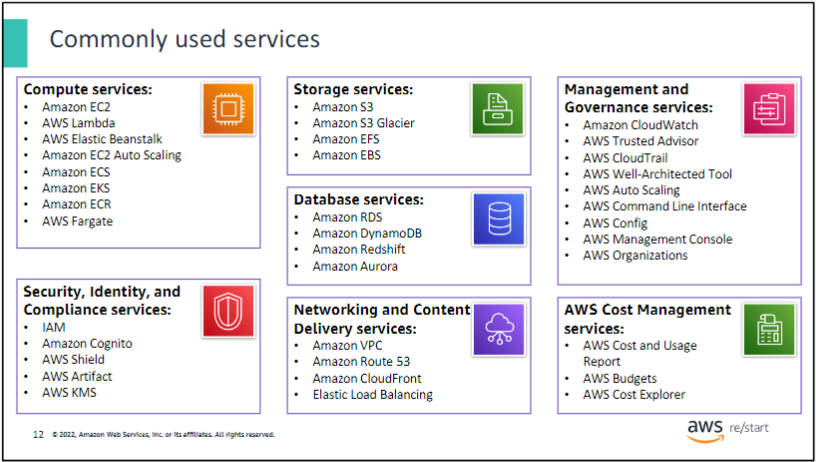 Commonly used services
Compute services:
• Amazon EC2
• AWS Lambda
• AWS Elastic Beanstalk
• Amazon EC2 Auto Scaling
• Amazon ECS
• Amazon EKS
• Amazon ECR
• AWS Fargate
Security, Identity, and
Compliance services:
• IAM
• Amazon Cognito
• AWS Shield
• AWS Artifact
• AWS KMS
Storage services:
• Amazon S3
• Amazon S3 Glacier
• Amazon EFS
• Amazon EBS
Database services:
• Amazon RDS
• Amazon DynamoDB
• Amazon Redshift
• Amazon Aurora
Networking and Content
Delivery services:
• Amazon VPC
• Amazon Route 53
• Amazon CloudFront
• Elastic Load Balancing
Management and
Governance services:
• Amazon CloudWatch
• AWS Trusted Advisor
• AWS CloudTrail
• AWS Well-Architected Tool
• AWS Auto Scaling
• AWS Command Line Interface
• AWS Config
• AWS Management Console
• AWS Organizations
AWS Cost Management
services:
• AWS Cost and Usage
Report
• AWS Budgets
• AWS Cost Explorer
12 © 2022, Amazon Web Services, Inc. or its affiliates. All rights reserved.
aws re/start